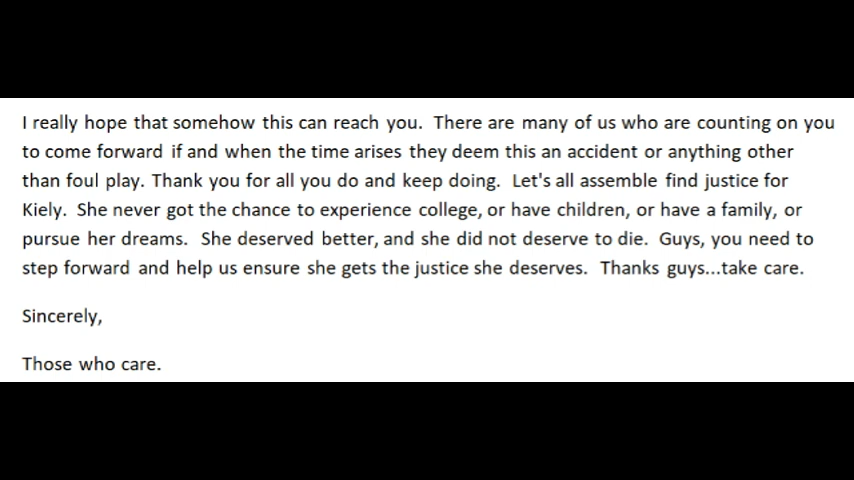 I really hope that somehow this can reach you.  There are many of us who are counting on you
to come forward if and when the time arises they deem this an accident or anything other
than foul play. Thank you for all you do and keep doing.  Let's all assemble find justice for
Kiely.  She never got the chance to experience college, or have children, or have a family, or
pursue her dreams.  She deserved better, and she did not deserve to die.  Guys, you need to
step forward and help us ensure she gets the justice she deserves.  Thanks guys...take care.
Sincerely,
Those who care.